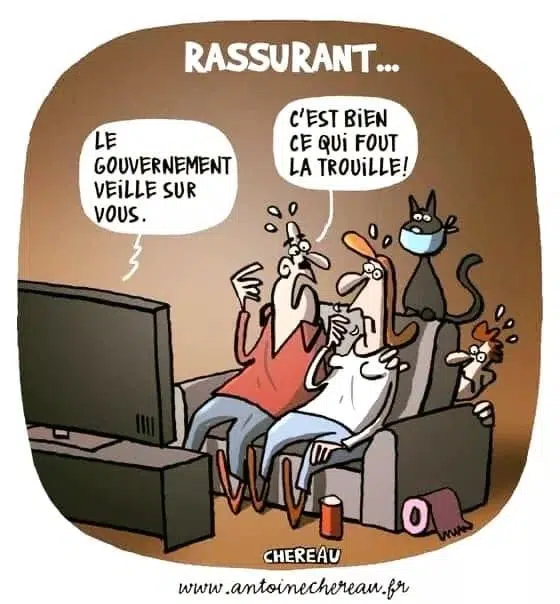 RASSURANT...
LE
GOUVERNEMENT
VEILLE SUR
VOUS.
C'EST BIEN
CE QUI FOUT
LA TROUILLE!
CHEREAU
www.antoinechereau.fr